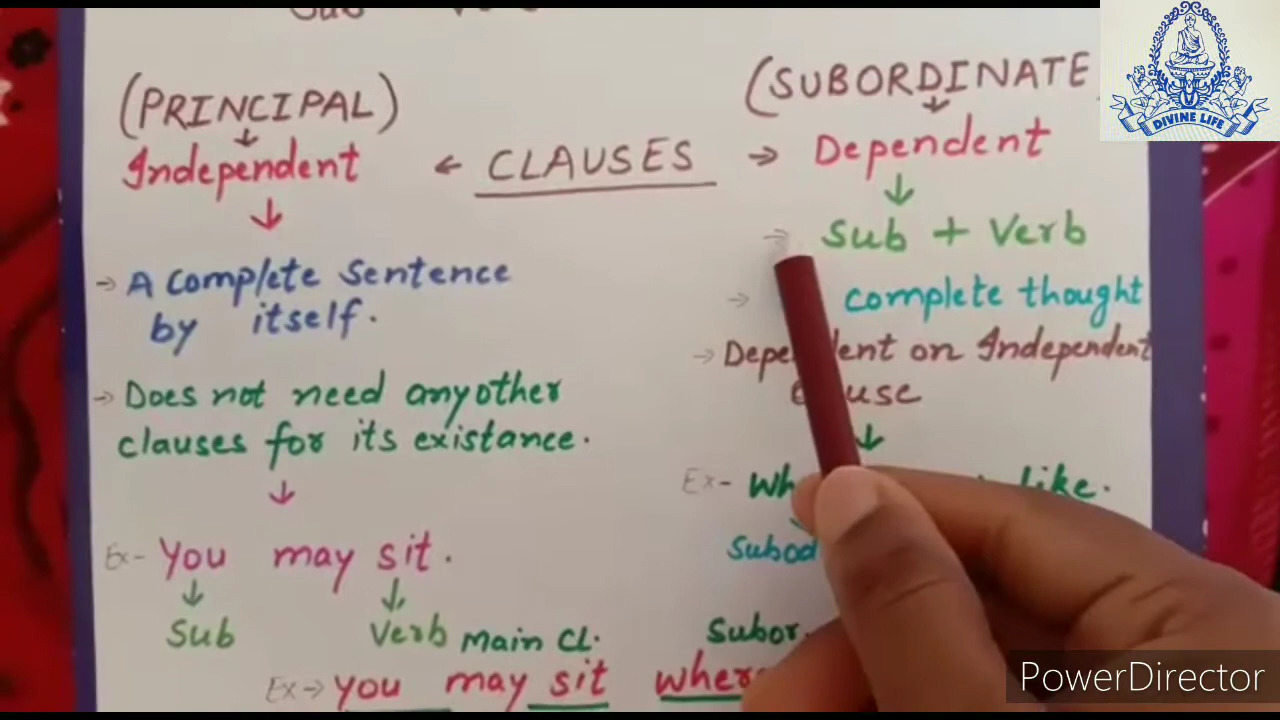 (PRINCIPAL)
Independent
← CLAUSES →
(SUBORDINATE
Dependent
→ A complete sentence
by itself.
→ Does not need anyother
clauses for its existance.
Ex- You may sit.
Sub Verb
→ Sub + Verb
→ complete thought
→ Dependent on Independent
Ex- like.
Main Cl. Subor.
Ex→ you may sit
DIVINE LIFE
PowerDirector